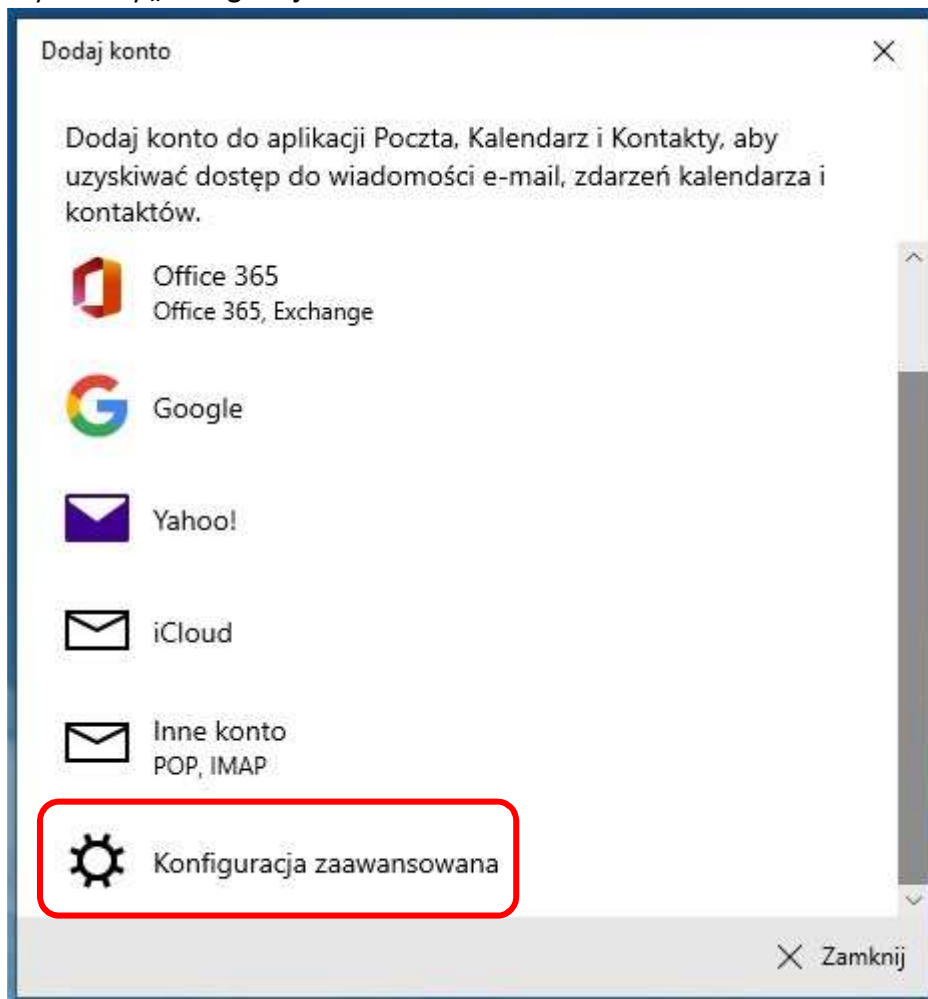 Dodaj konto
Dodaj konto do aplikacji Poczta, Kalendarz i Kontakty, aby
uzyskiwać dostęp do wiadomości e-mail, zdarzeń kalendarza i
kontaktów.
Office 365
Office 365, Exchange
Google
Yahoo!
iCloud
Inne konto
POP, IMAP
Konfiguracja zaawansowana
Zamknij